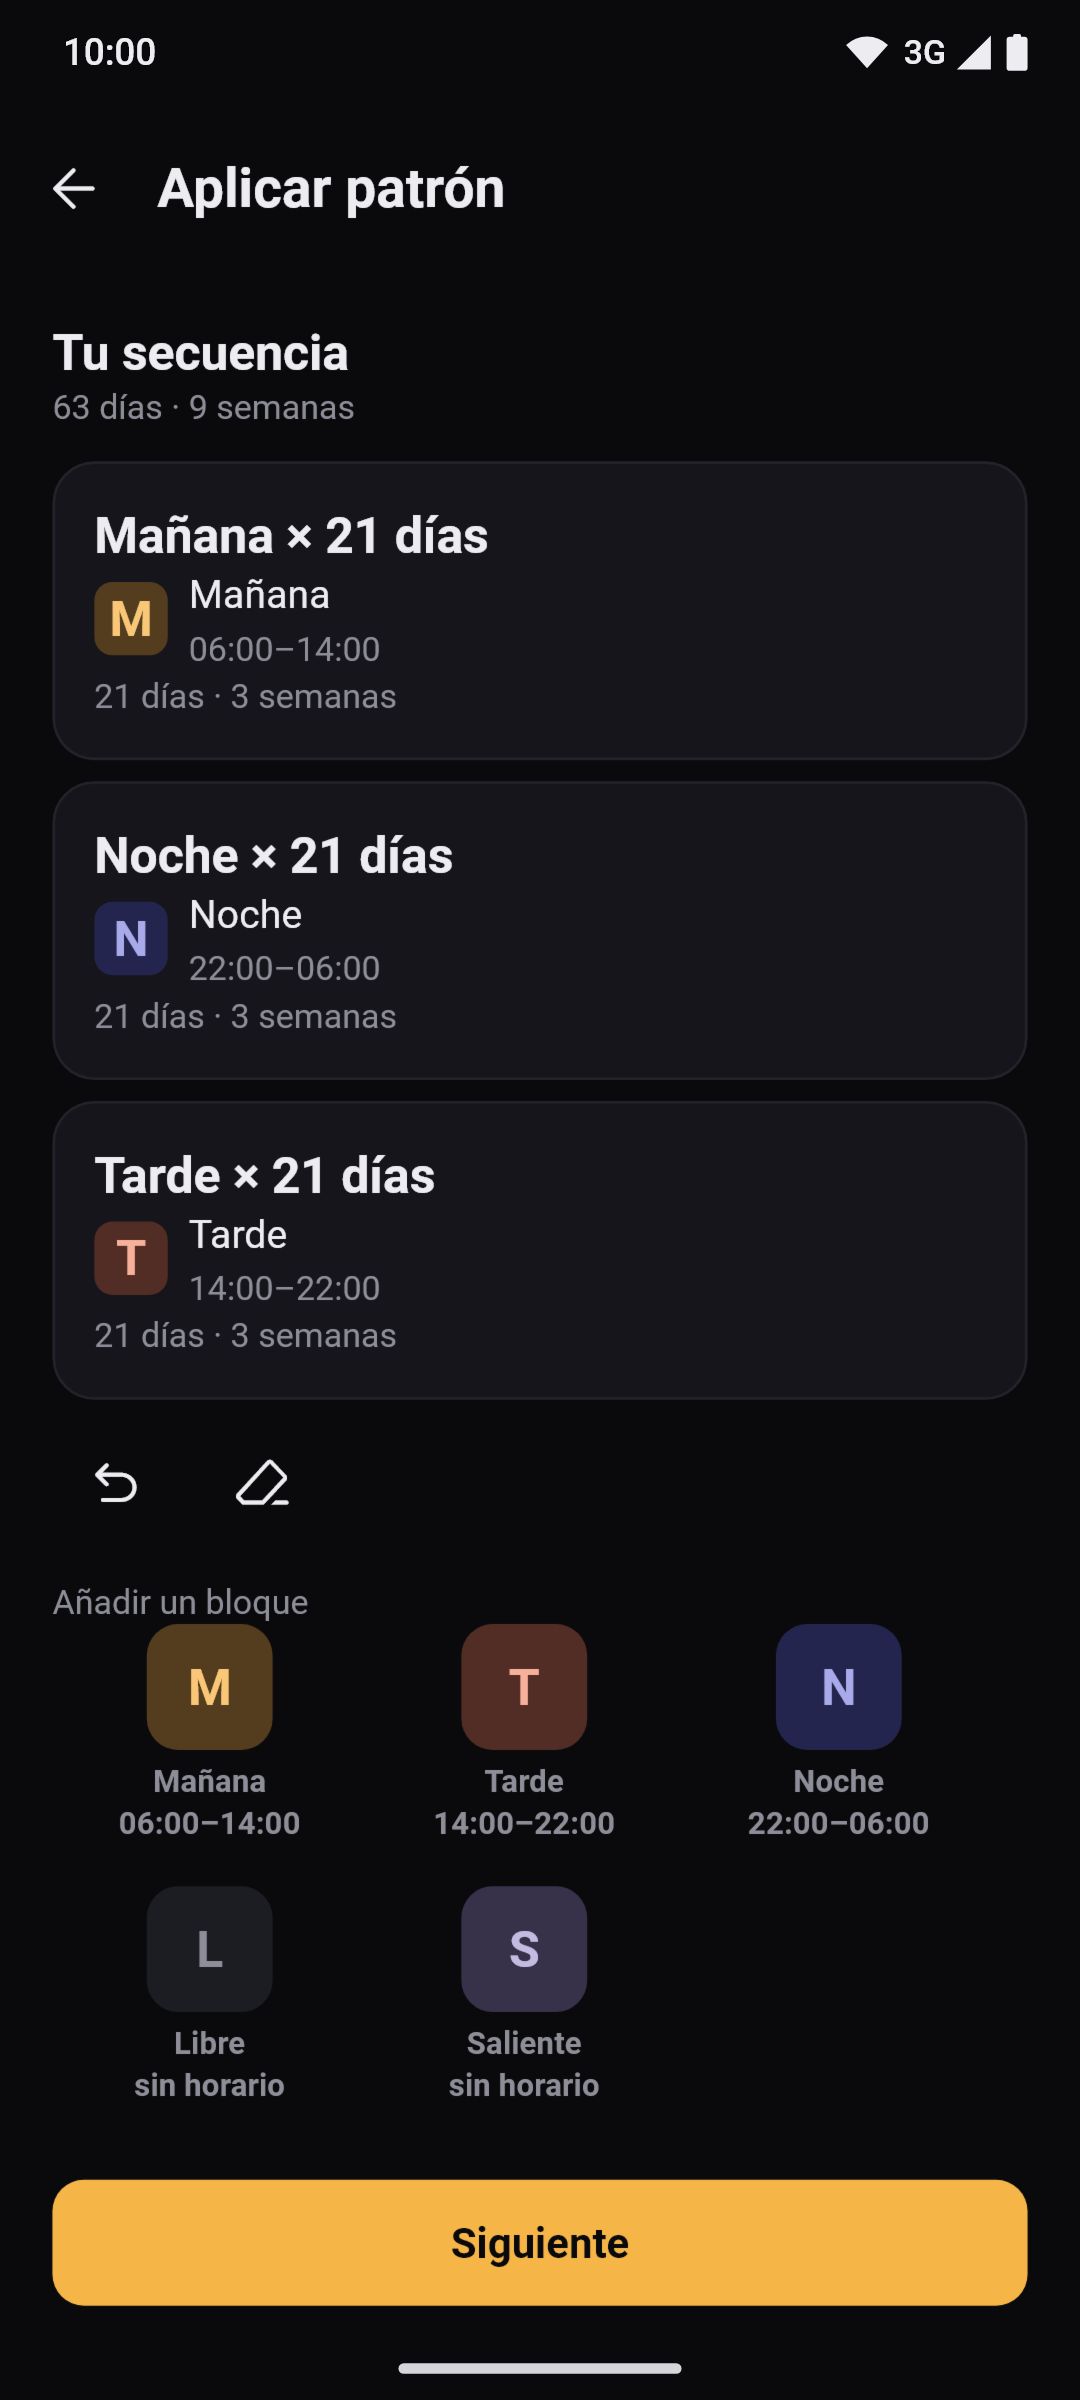 10:00
3G
Aplicar patrón
Tu secuencia
63 días · 9 semanas
Mañana × 21 días
M
Mañana
06:00–14:00
21 días · 3 semanas
Noche × 21 días
N
Noche
22:00–06:00
21 días · 3 semanas
Tarde × 21 días
T
Tarde
14:00–22:00
21 días · 3 semanas
Añadir un bloque
M T N
Mañana Tarde Noche
06:00–14:00 14:00–22:00 22:00–06:00
L S
Libre Saliente
sin horario sin horario
Siguiente